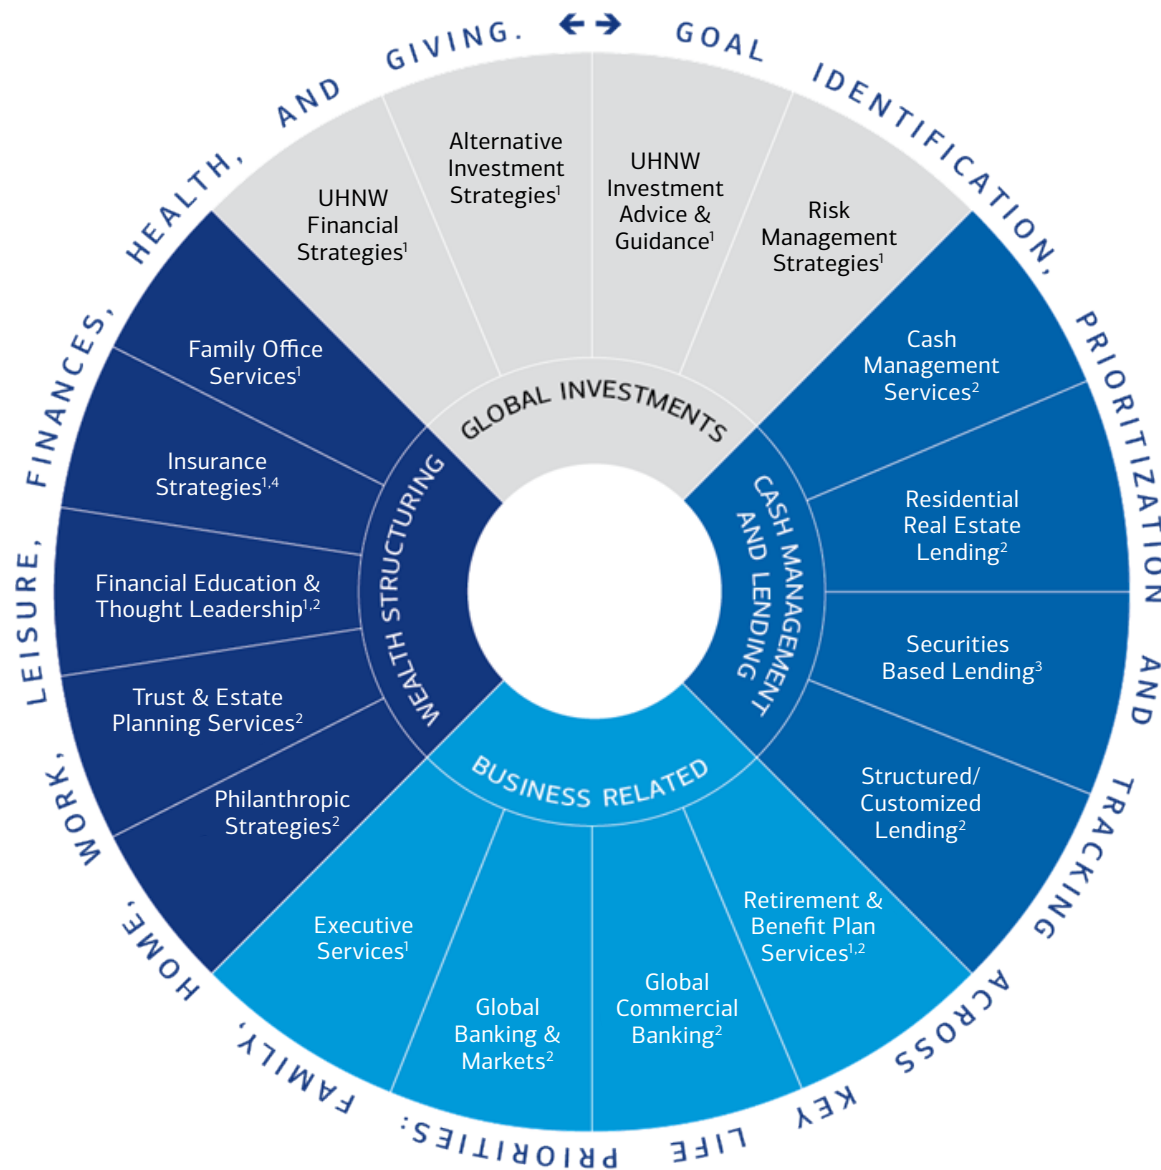 GOAL IDENTIFICATION, PRIORITIZATION AND TRACKING ACROSS KEY LIFE PRIORITIES: FAMILY, HOME, WORK, LEISURE, FINANCES, HEALTH, AND GIVING.
GLOBAL INVESTMENTS
UHNW
Financial
Strategies¹
Alternative
Investment
Strategies¹
UHNW
Investment
Advice &
Guidance¹
Risk
Management
Strategies¹
CASH MANAGEMENT
AND LENDING
Cash
Management
Services²
Residential
Real Estate
Lending²
Securities
Based Lending³
Structured/
Customized
Lending²
BUSINESS RELATED
Retirement &
Benefit Plan
Services¹,²
Global
Commercial
Banking²
Global
Banking &
Markets²
Executive
Services¹
WEALTH STRUCTURING
Philanthropic
Strategies²
Trust & Estate
Planning Services²
Financial Education &
Thought Leadership¹,²
Insurance
Strategies¹,⁴
Family Office
Services¹